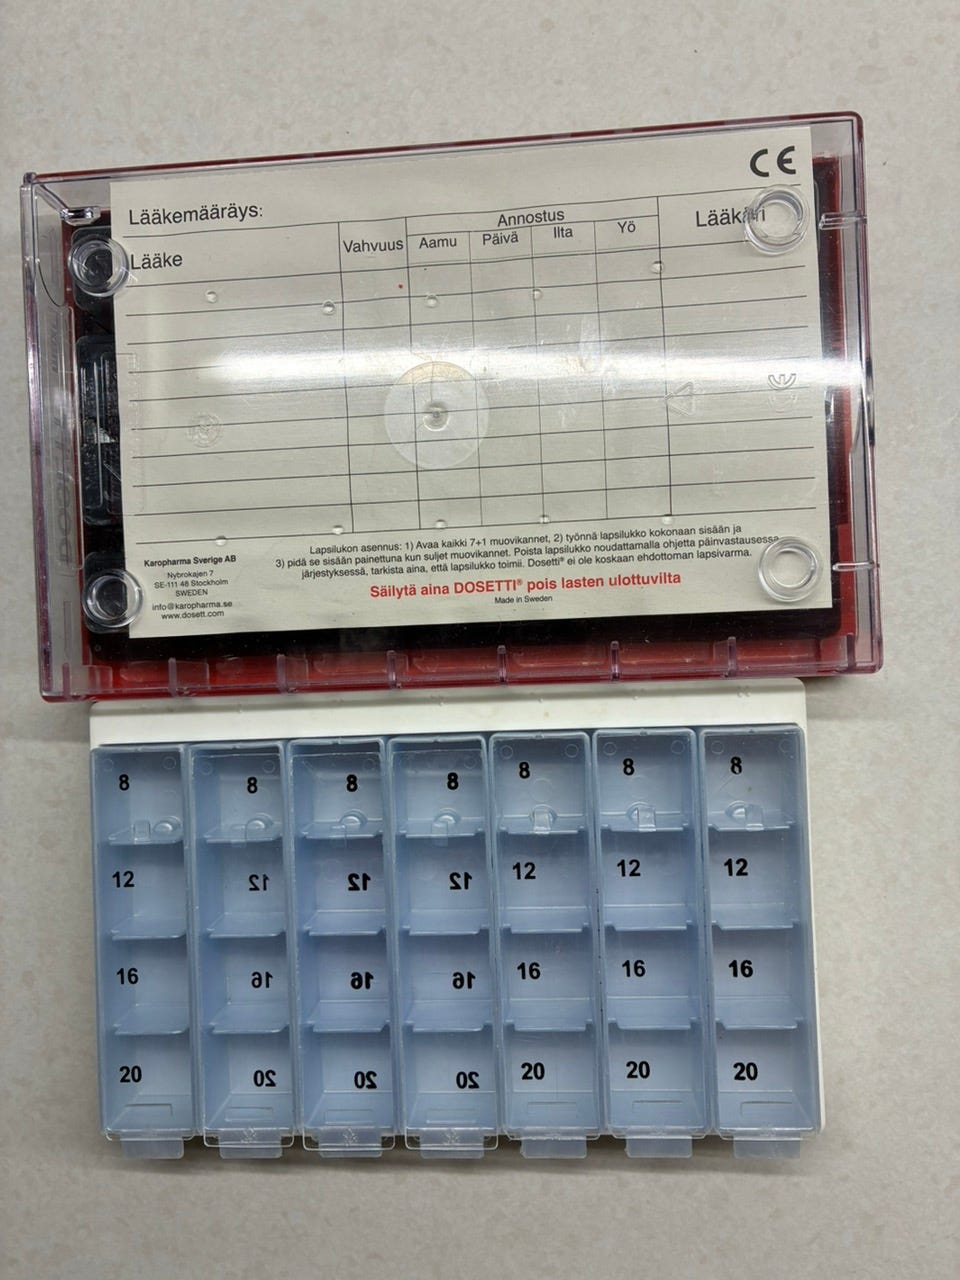 CE
Lääkemääräys:
Lääke
Vahvuus
Annostus
Aamu
Päivä
Ilta
Yö
Lääkäri
Karopharma Sverige AB
Nybrokajen 7
SE-111 48 Stockholm
SWEDEN
info@karopharma.se
www.dosett.com
Lapsilukon asennus: 1) Avaa kaikki 7+1 muovikannet, 2) työnnä lapsilukko kokonaan sisään ja
3) pidä se sisään painettuna kun suljet muovikannet. Poista lapsilukko noudattamalla ohjetta päinvastausessa
järjestyksessä, tarkista aina, että lapsilukko toimii. Dosetti® ei ole koskaan ehdottoman lapsivarma.
Säilytä aina DOSETTI® pois lasten ulottuvilta
Made in Sweden
CE
8 8 8 8 8 8 8
12 12 12 12 12 12 12
16 16 16 16 16 16 16
20 20 20 20 20 20 20